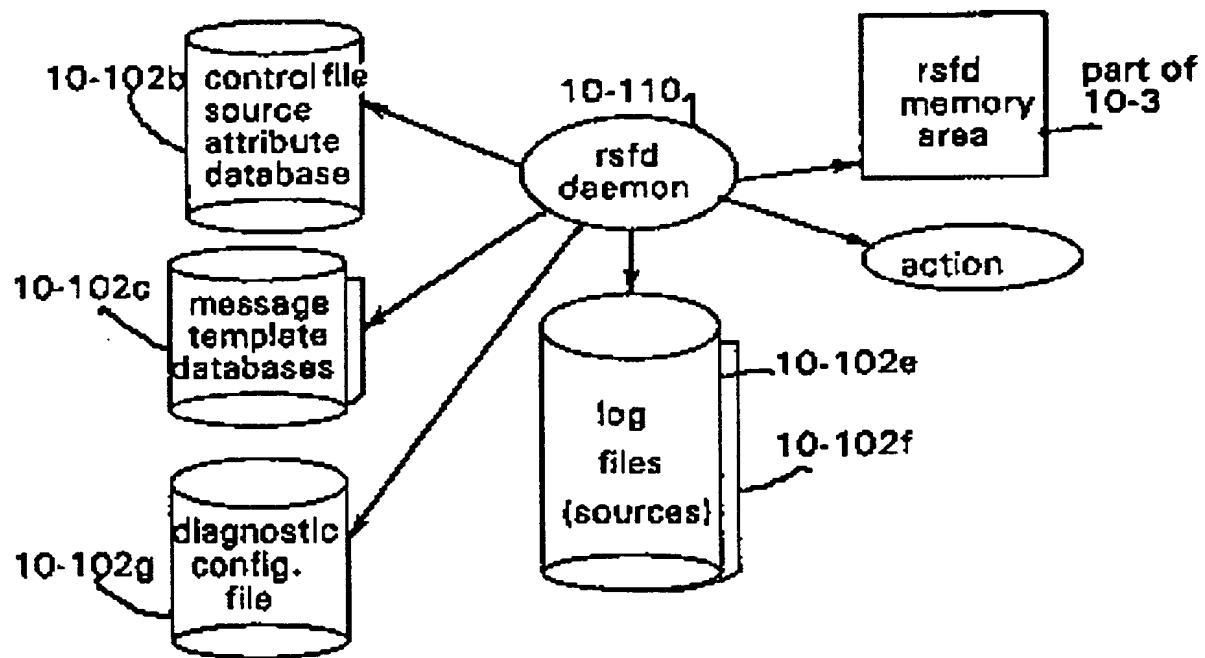 10-102b
control file
source
attribute
database
10-110
rsfd
daemon
rsfd
memory
area
part of
10-3
action
10-102c
message
template
databases
log
files
(sources)
10-102e
10-102f
10-102g
diagnostic
config.
file